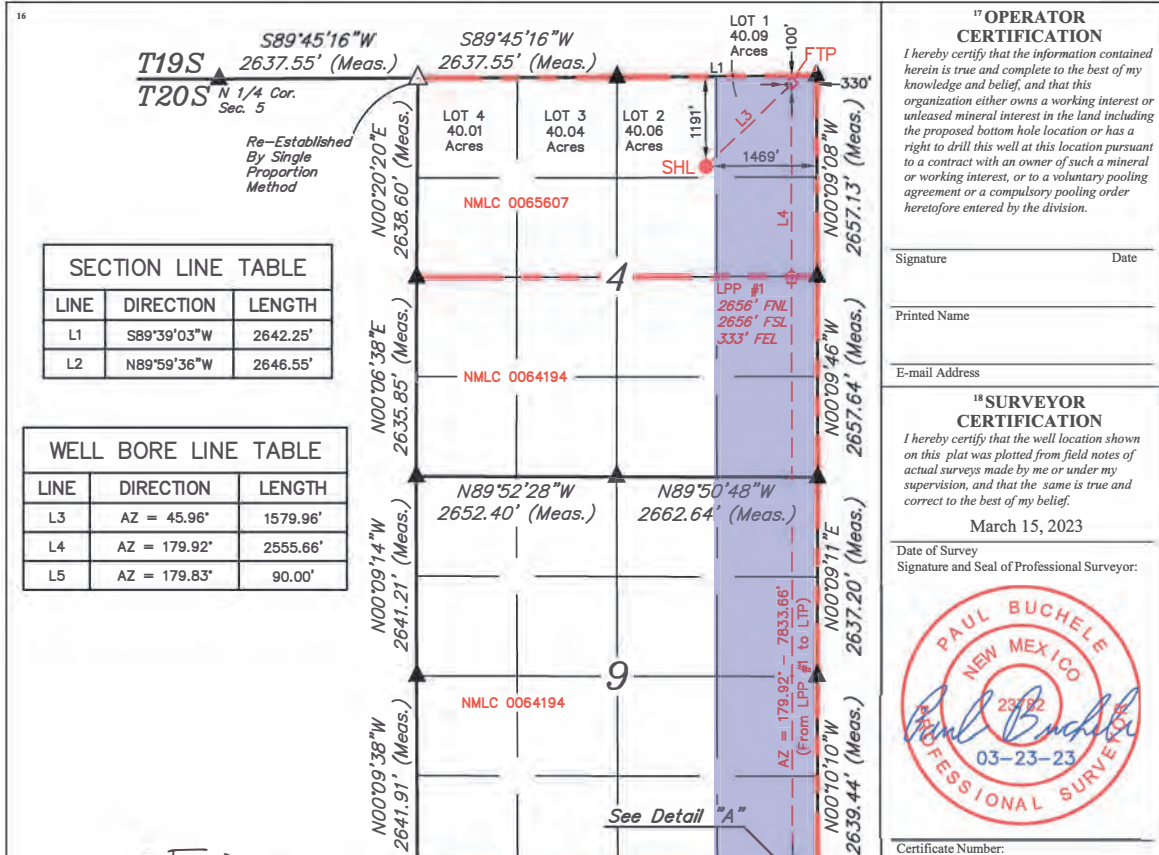 16
T19S
T20S
N 1/4 Cor.
Sec. 5
S89°45'16"W
2637.55' (Meas.)
S89°45'16"W
2637.55' (Meas.)
LOT 1
40.09
Arces
L1
100'
FTP
330'
Re-Established
By Single
Proportion
Method
LOT 4
40.01
Acres
LOT 3
40.04
Acres
LOT 2
40.06
Acres
1191'
L3
SHL
1469'
L4
N00°20'20"E
2638.60' (Meas.)
N00°09'08"W
2657.13' (Meas.)
NMLC 0065607
4
LPP #1
2656' FNL
2656' FSL
333' FEL
N00°06'38"E
2635.85' (Meas.)
N00°09'46"W
2657.64' (Meas.)
NMLC 0064194
N89°52'28"W
2652.40' (Meas.)
N89°50'48"W
2662.64' (Meas.)
N00°09'14"W
2641.21' (Meas.)
N00°09'11"E
2637.20' (Meas.)
9
AZ = 179.92° - 7833.66'
(From LPP #1 to LTP)
NMLC 0064194
N00°09'38"W
2641.91' (Meas.)
N00°10'10"W
2639.44' (Meas.)
See Detail "A"
SECTION LINE TABLE
LINE DIRECTION LENGTH
L1 S89°39'03"W 2642.25'
L2 N89°59'36"W 2646.55'
WELL BORE LINE TABLE
LINE DIRECTION LENGTH
L3 AZ = 45.96° 1579.96'
L4 AZ = 179.92° 2555.66'
L5 AZ = 179.83° 90.00'
17 OPERATOR
CERTIFICATION
I hereby certify that the information contained
herein is true and complete to the best of my
knowledge and belief, and that this
organization either owns a working interest or
unleased mineral interest in the land including
the proposed bottom hole location or has a
right to drill this well at this location pursuant
to a contract with an owner of such a mineral
or working interest, or to a voluntary pooling
agreement or a compulsory pooling order
heretofore entered by the division.
Signature Date
Printed Name
E-mail Address
18 SURVEYOR
CERTIFICATION
I hereby certify that the well location shown
on this plat was plotted from field notes of
actual surveys made by me or under my
supervision, and that the same is true and
correct to the best of my belief.
March 15, 2023
Date of Survey
Signature and Seal of Professional Surveyor:
PAUL BUCHELE
NEW MEXICO
23782
Paul Buchele
03-23-23
PROFESSIONAL SURVEYOR
Certificate Number: